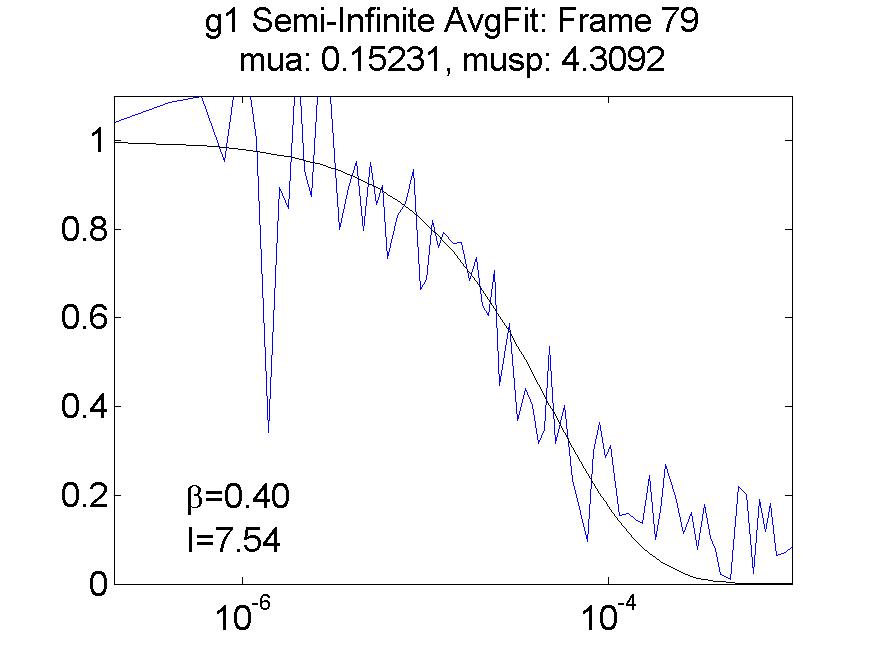 g1 Semi-Infinite AvgFit: Frame 79
mua: 0.15231, musp: 4.3092
1
0.8
0.6
0.4
0.2
0
β=0.40
I=7.54
10^-6
10^-4